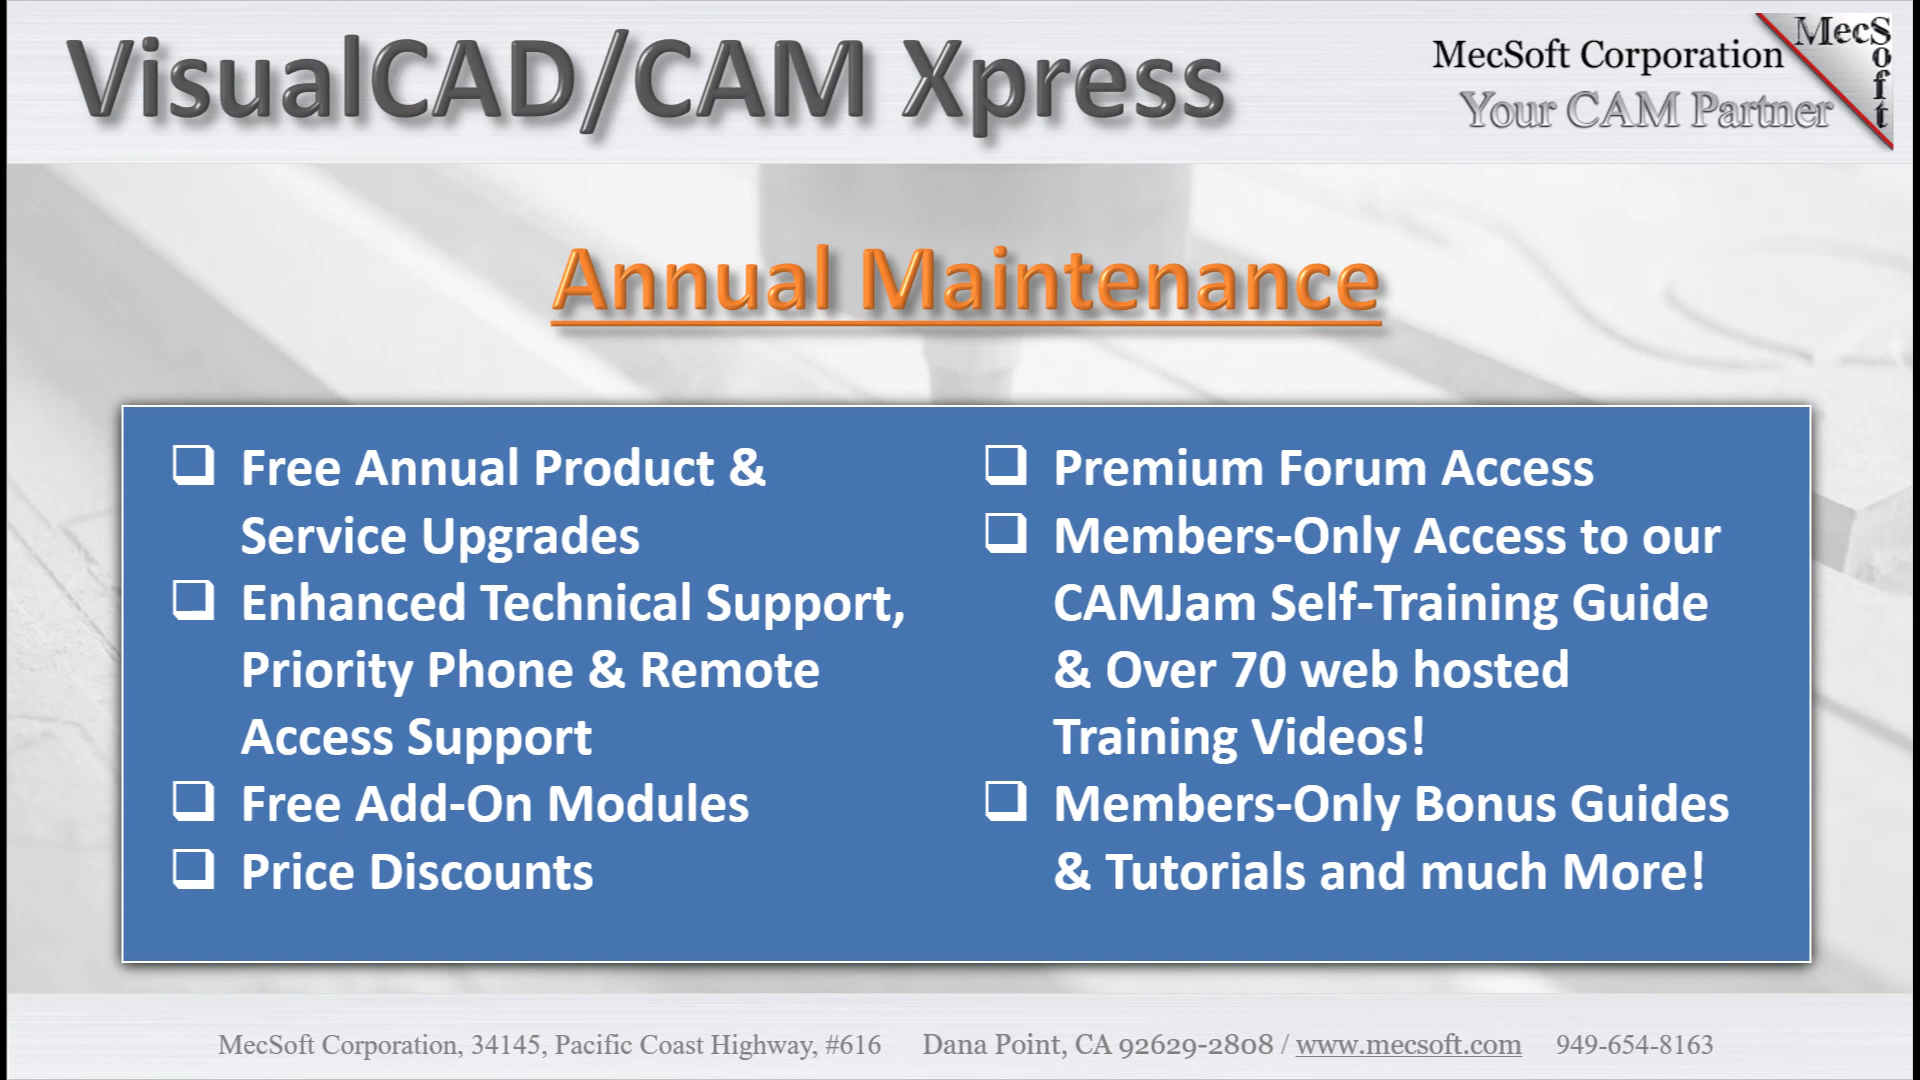 VisualCAD/CAM Xpress
MecSoft Corporation
Your CAM Partner
MecSoft
Annual Maintenance
❑ Free Annual Product &
Service Upgrades
❑ Enhanced Technical Support,
Priority Phone & Remote
Access Support
❑ Free Add-On Modules
❑ Price Discounts
❑ Premium Forum Access
❑ Members-Only Access to our
CAMJam Self-Training Guide
& Over 70 web hosted
Training Videos!
❑ Members-Only Bonus Guides
& Tutorials and much More!
MecSoft Corporation, 34145, Pacific Coast Highway, #616 Dana Point, CA 92629-2808 / www.mecsoft.com 949-654-8163